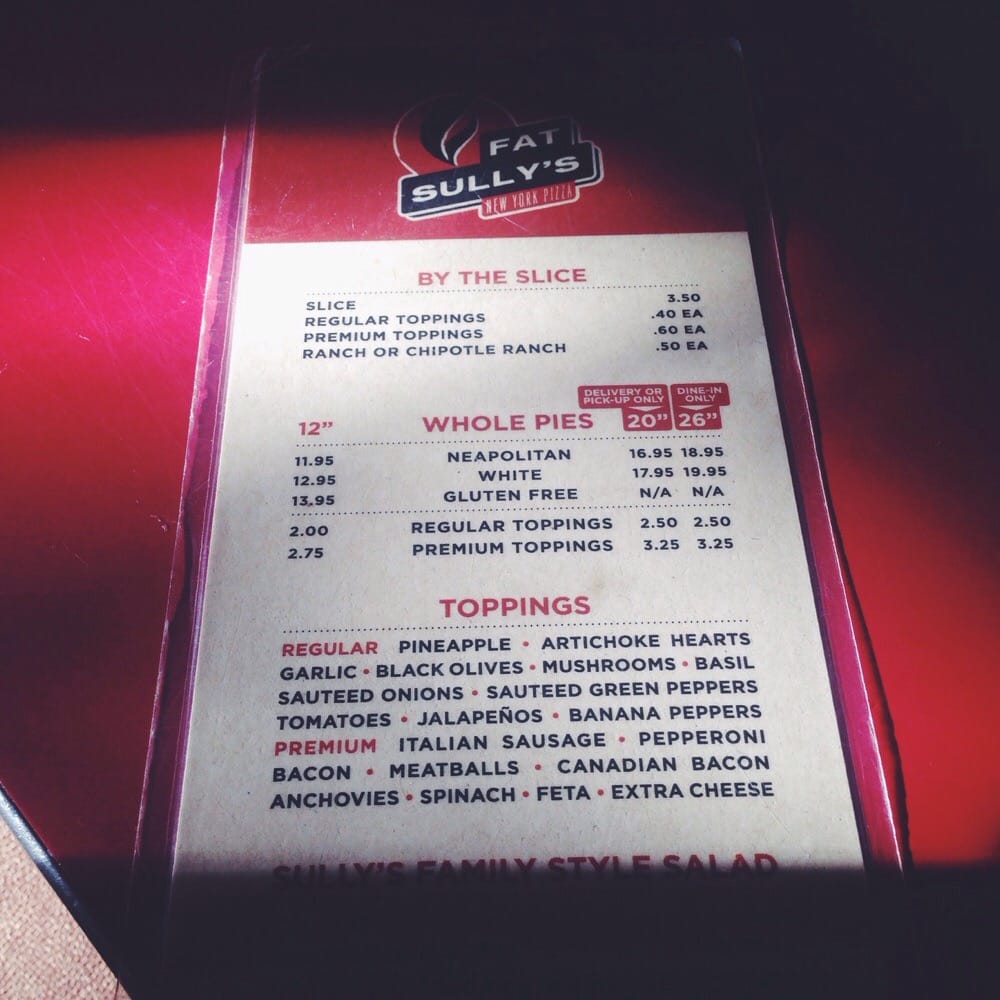 FAT
SULLY'S
NEW YORK PIZZA
BY THE SLICE
SLICE 3.50
REGULAR TOPPINGS .40 EA
PREMIUM TOPPINGS .60 EA
RANCH OR CHIPOTLE RANCH .50 EA
DELIVERY OR PICK-UP ONLY DINE-IN ONLY
12" WHOLE PIES 20" 26"
11.95 NEAPOLITAN 16.95 18.95
12.95 WHITE 17.95 19.95
13.95 GLUTEN FREE N/A N/A
2.00 REGULAR TOPPINGS 2.50 2.50
2.75 PREMIUM TOPPINGS 3.25 3.25
TOPPINGS
REGULAR PINEAPPLE • ARTICHOKE HEARTS
GARLIC • BLACK OLIVES • MUSHROOMS • BASIL
SAUTEED ONIONS • SAUTEED GREEN PEPPERS
TOMATOES • JALAPEÑOS • BANANA PEPPERS
PREMIUM ITALIAN SAUSAGE • PEPPERONI
BACON • MEATBALLS • CANADIAN BACON
ANCHOVIES • SPINACH • FETA • EXTRA CHEESE
SULLY'S FAMILY STYLE SALAD